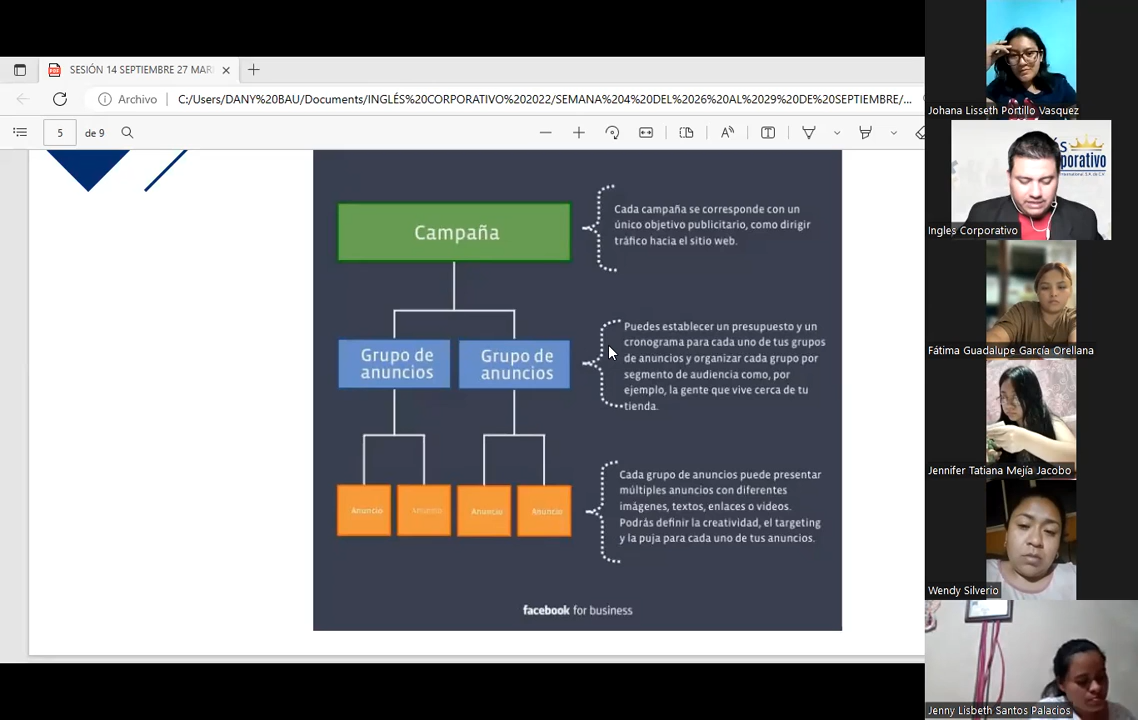 SESIÓN 14 SEPTIEMBRE 27 MAR
Archivo
C:/Users/DANY%20BAU/Documents/INGLÉS%20CORPORATIVO%202022/SEMANA%204%20DEL%2026%20AL%2029%20DE%20SEPTIEMBRE/...
5 de 9
Campaña
Cada campaña se corresponde con un
único objetivo publicitario, como dirigir
tráfico hacia el sitio web.
Grupo de
anuncios
Grupo de
anuncios
Puedes establecer un presupuesto y un
cronograma para cada uno de tus grupos
de anuncios y organizar cada grupo por
segmento de audiencia como, por
ejemplo, la gente que vive cerca de tu
tienda.
Anuncio
Anuncio
Anuncio
Anuncio
Cada grupo de anuncios puede presentar
múltiples anuncios con diferentes
imágenes, textos, enlaces o videos.
Podrás definir la creatividad, el targeting
y la puja para cada uno de tus anuncios.
facebook for business
Johana Lisseth Portillo Vasquez
és
porativo
Ingles Corporativo
Fátima Guadalupe García Orellana
Jennifer Tatiana Mejía Jacobo
Wendy Silverio
Jenny Lisbeth Santos Palacios